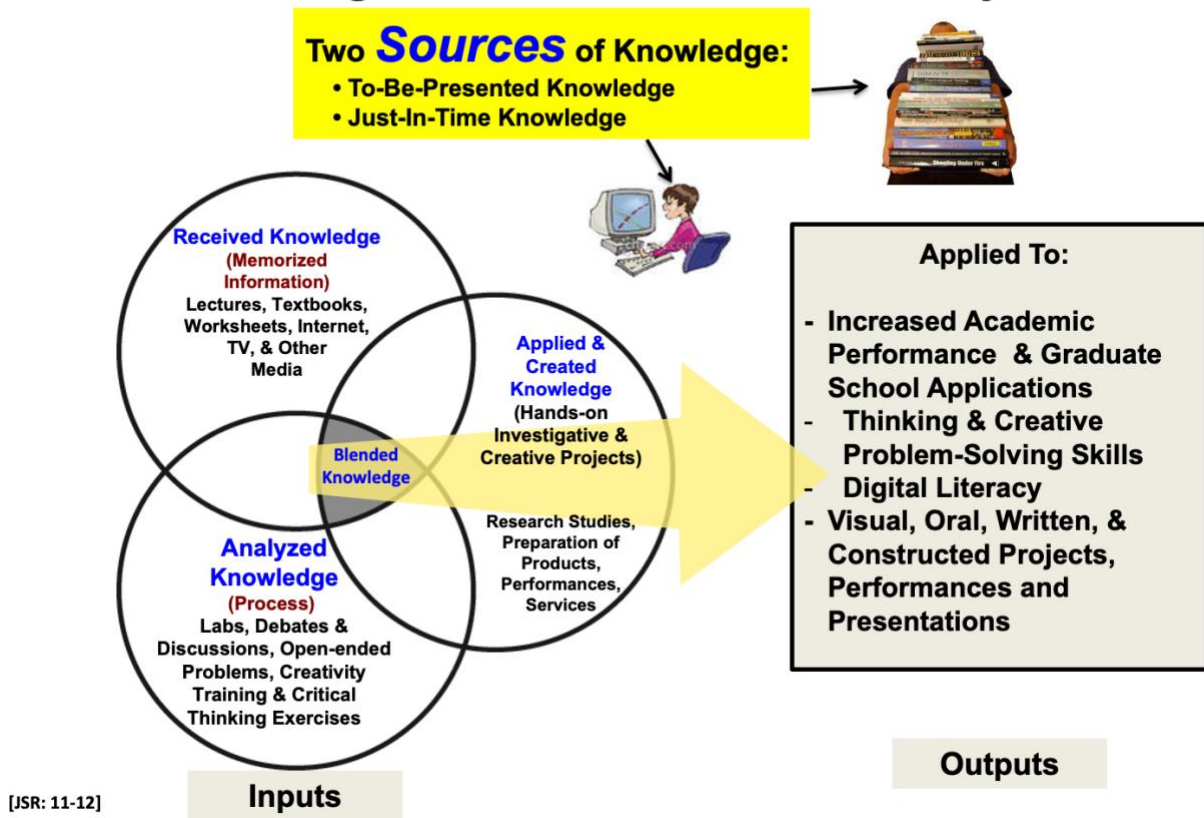 Two Sources of Knowledge:
• To-Be-Presented Knowledge
• Just-In-Time Knowledge
Received Knowledge
(Memorized
Information)
Lectures, Textbooks,
Worksheets, Internet,
TV, & Other
Media
Applied &
Created
Knowledge
(Hands-on
Investigative &
Creative Projects)
Research Studies,
Preparation of
Products,
Performances,
Services
Blended
Knowledge
Analyzed
Knowledge
(Process)
Labs, Debates &
Discussions, Open-ended
Problems, Creativity
Training & Critical
Thinking Exercises
Applied To:
- Increased Academic
Performance & Graduate
School Applications
- Thinking & Creative
Problem-Solving Skills
- Digital Literacy
- Visual, Oral, Written, &
Constructed Projects,
Performances and
Presentations
Inputs
Outputs
[JSR: 11-12]